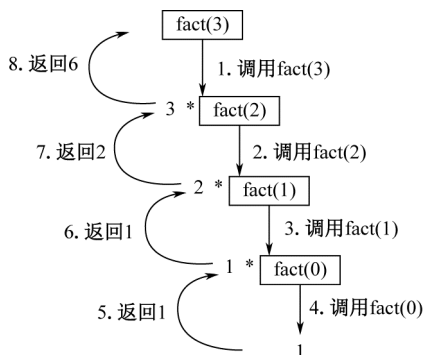 fact(3)
8. 返回6
1. 调用fact(3)
3 * fact(2)
7. 返回2
2. 调用fact(2)
2 * fact(1)
6. 返回1
3. 调用fact(1)
1 * fact(0)
5. 返回1
4. 调用fact(0)
1